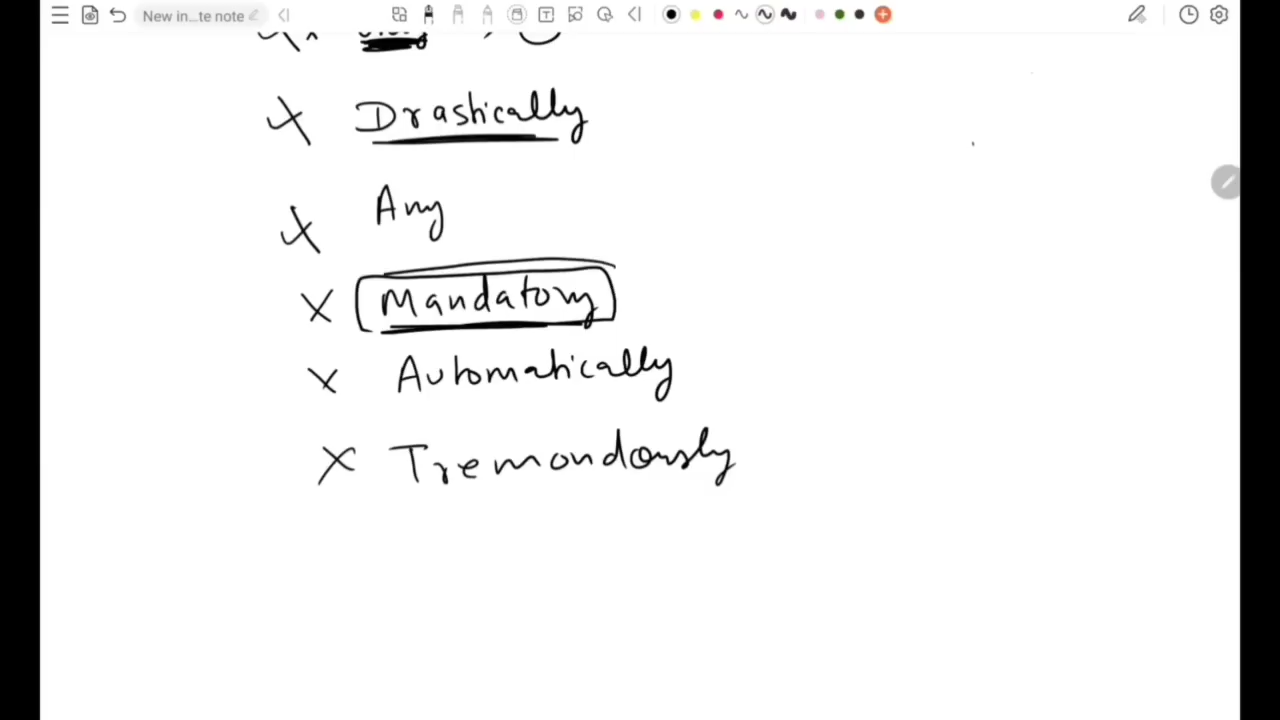 New in...te note
Drastically
Any
Mandatory
Automatically
Tremondously